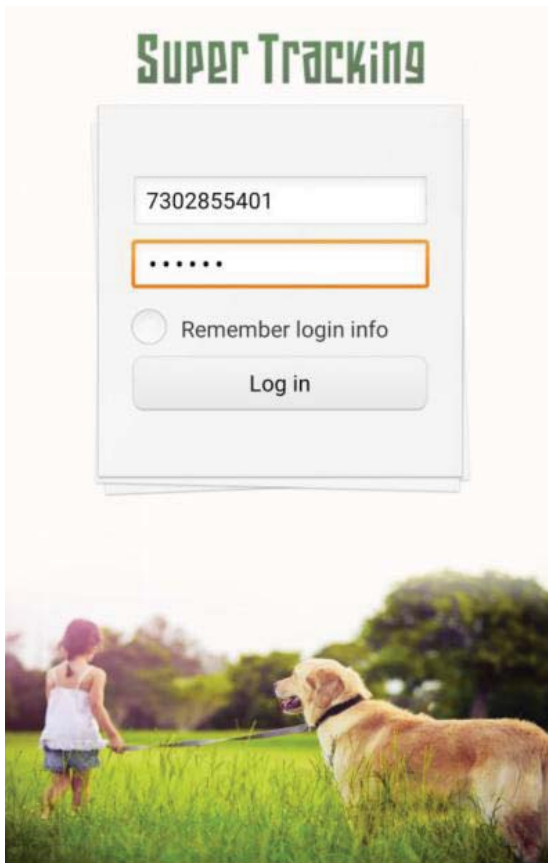 Super Tracking
7302855401
••••••
Remember login info
Log in